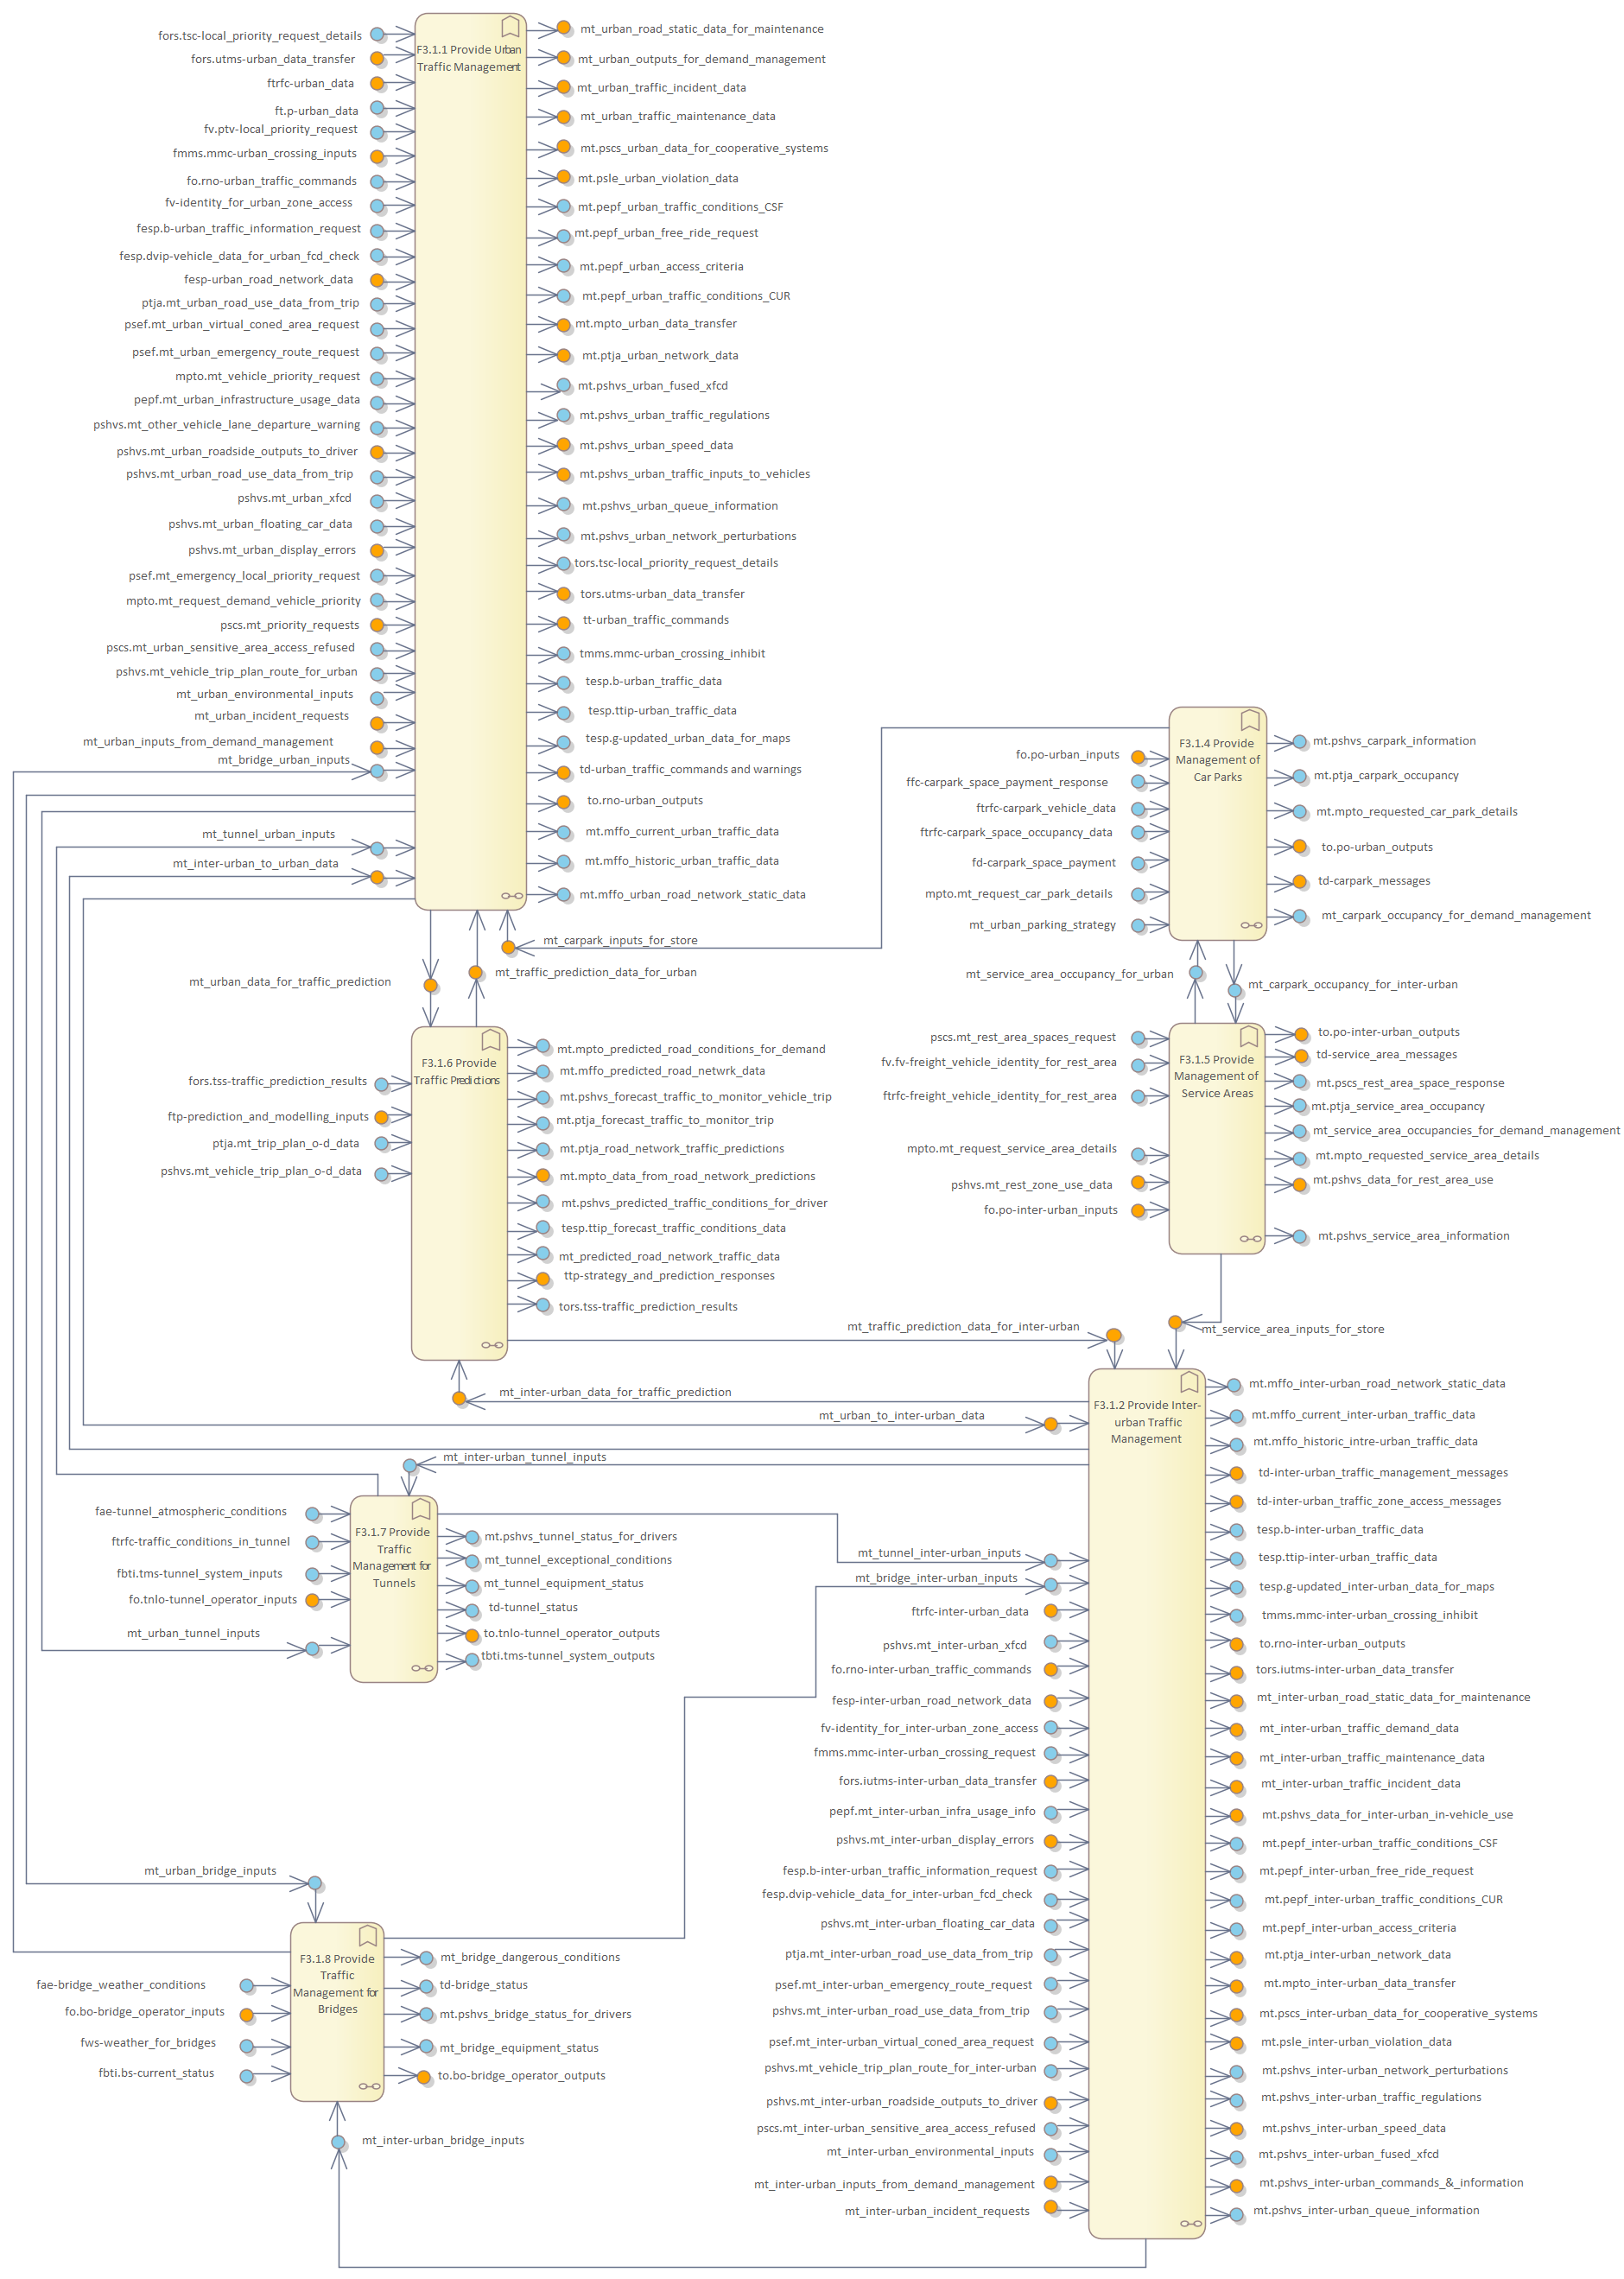 F3.1.1 Provide Urban
Traffic Management
fors.tsc-local_priority_request_details
fors.utms-urban_data_transfer
ftrfc-urban_data
ft.p-urban_data
fv.ptv-local_priority_request
fmms.mmc-urban_crossing_inputs
fo.rno-urban_traffic_commands
fv-identity_for_urban_zone_access
fesp.b-urban_traffic_information_request
fesp.dvip-vehicle_data_for_urban_fcd_check
fesp-urban_road_network_data
ptja.mt_urban_road_use_data_from_trip
psef.mt_urban_virtual_coned_area_request
psef.mt_urban_emergency_route_request
mpto.mt_vehicle_priority_request
pepf.mt_urban_infrastructure_usage_data
pshvs.mt_other_vehicle_lane_departure_warning
pshvs.mt_urban_roadside_outputs_to_driver
pshvs.mt_urban_road_use_data_from_trip
pshvs.mt_urban_xfcd
pshvs.mt_urban_floating_car_data
pshvs.mt_urban_display_errors
psef.mt_emergency_local_priority_request
mpto.mt_request_demand_vehicle_priority
pscs.mt_priority_requests
pscs.mt_urban_sensitive_area_access_refused
pshvs.mt_vehicle_trip_plan_route_for_urban
mt_urban_environmental_inputs
mt_urban_incident_requests
mt_urban_inputs_from_demand_management
mt_bridge_urban_inputs
mt_tunnel_urban_inputs
mt_inter-urban_to_urban_data
mt_urban_road_static_data_for_maintenance
mt_urban_outputs_for_demand_management
mt_urban_traffic_incident_data
mt_urban_traffic_maintenance_data
mt.pscs_urban_data_for_cooperative_systems
mt.psle_urban_violation_data
mt.pepf_urban_traffic_conditions_CSF
mt.pepf_urban_free_ride_request
mt.pepf_urban_access_criteria
mt.pepf_urban_traffic_conditions_CUR
mt.mpto_urban_data_transfer
mt.ptja_urban_network_data
mt.pshvs_urban_fused_xfcd
mt.pshvs_urban_traffic_regulations
mt.pshvs_urban_speed_data
mt.pshvs_urban_traffic_inputs_to_vehicles
mt.pshvs_urban_queue_information
mt.pshvs_urban_network_perturbations
tors.tsc-local_priority_request_details
tors.utms-urban_data_transfer
tt-urban_traffic_commands
tmms.mmc-urban_crossing_inhibit
tesp.b-urban_traffic_data
tesp.ttip-urban_traffic_data
tesp.g-updated_urban_data_for_maps
td-urban_traffic_commands and warnings
to.rno-urban_outputs
mt.mffo_current_urban_traffic_data
mt.mffo_historic_urban_traffic_data
mt.mffo_urban_road_network_static_data
mt_carpark_inputs_for_store
mt_traffic_prediction_data_for_urban
mt_urban_data_for_traffic_prediction
F3.1.4 Provide
Management of
Car Parks
fo.po-urban_inputs
ffc-carpark_space_payment_response
ftrfc-carpark_vehicle_data
ftrfc-carpark_space_occupancy_data
fd-carpark_space_payment
mpto.mt_request_car_park_details
mt_urban_parking_strategy
mt.pshvs_carpark_information
mt.ptja_carpark_occupancy
mt.mpto_requested_car_park_details
to.po-urban_outputs
td-carpark_messages
mt_carpark_occupancy_for_demand_management
mt_service_area_occupancy_for_urban
mt_carpark_occupancy_for_inter-urban
F3.1.5 Provide
Management of
Service Areas
pscs.mt_rest_area_spaces_request
fv.fv-freight_vehicle_identity_for_rest_area
ftrfc-freight_vehicle_identity_for_rest_area
mpto.mt_request_service_area_details
pshvs.mt_rest_zone_use_data
fo.po-inter-urban_inputs
to.po-inter-urban_outputs
td-service_area_messages
mt.pscs_rest_area_space_response
mt.ptja_service_area_occupancy
mt_service_area_occupancies_for_demand_management
mt.mpto_requested_service_area_details
mt.pshvs_data_for_rest_area_use
mt.pshvs_service_area_information
F3.1.6 Provide
Traffic Predictions
fors.tss-traffic_prediction_results
ftp-prediction_and_modelling_inputs
ptja.mt_trip_plan_o-d_data
pshvs.mt_vehicle_trip_plan_o-d_data
mt.mpto_predicted_road_conditions_for_demand
mt.mffo_predicted_road_netwrk_data
mt.pshvs_forecast_traffic_to_monitor_vehicle_trip
mt.ptja_forecast_traffic_to_monitor_trip
mt.ptja_road_network_traffic_predictions
mt.mpto_data_from_road_network_predictions
mt.pshvs_predicted_traffic_conditions_for_driver
tesp.ttip_forecast_traffic_conditions_data
mt_predicted_road_network_traffic_data
ttp-strategy_and_prediction_responses
tors.tss-traffic_prediction_results
mt_traffic_prediction_data_for_inter-urban
mt_service_area_inputs_for_store
mt_inter-urban_data_for_traffic_prediction
mt_urban_to_inter-urban_data
mt_inter-urban_tunnel_inputs
F3.1.7 Provide
Traffic
Management for
Tunnels
fae-tunnel_atmospheric_conditions
ftrfc-traffic_conditions_in_tunnel
fbti.tms-tunnel_system_inputs
fo.tnlo-tunnel_operator_inputs
mt_urban_tunnel_inputs
mt.pshvs_tunnel_status_for_drivers
mt_tunnel_exceptional_conditions
mt_tunnel_equipment_status
td-tunnel_status
to.tnlo-tunnel_operator_outputs
tbti.tms-tunnel_system_outputs
F3.1.2 Provide Inter-
urban Traffic
Management
mt_tunnel_inter-urban_inputs
mt_bridge_inter-urban_inputs
ftrfc-inter-urban_data
pshvs.mt_inter-urban_xfcd
fo.rno-inter-urban_traffic_commands
fesp-inter-urban_road_network_data
fv-identity_for_inter-urban_zone_access
fmms.mmc-inter-urban_crossing_request
fors.iutms-inter-urban_data_transfer
pepf.mt_inter-urban_infra_usage_info
pshvs.mt_inter-urban_display_errors
fesp.b-inter-urban_traffic_information_request
fesp.dvip-vehicle_data_for_inter-urban_fcd_check
pshvs.mt_inter-urban_floating_car_data
ptja.mt_inter-urban_road_use_data_from_trip
psef.mt_inter-urban_emergency_route_request
pshvs.mt_inter-urban_road_use_data_from_trip
psef.mt_inter-urban_virtual_coned_area_request
pshvs.mt_vehicle_trip_plan_route_for_inter-urban
pshvs.mt_inter-urban_roadside_outputs_to_driver
pscs.mt_inter-urban_sensitive_area_access_refused
mt_inter-urban_environmental_inputs
mt_inter-urban_inputs_from_demand_management
mt_inter-urban_incident_requests
mt.mffo_inter-urban_road_network_static_data
mt.mffo_current_inter-urban_traffic_data
mt.mffo_historic_intre-urban_traffic_data
td-inter-urban_traffic_management_messages
td-inter-urban_traffic_zone_access_messages
tesp.b-inter-urban_traffic_data
tesp.ttip-inter-urban_traffic_data
tesp.g-updated_inter-urban_data_for_maps
tmms.mmc-inter-urban_crossing_inhibit
to.rno-inter-urban_outputs
tors.iutms-inter-urban_data_transfer
mt_inter-urban_road_static_data_for_maintenance
mt_inter-urban_traffic_demand_data
mt_inter-urban_traffic_maintenance_data
mt_inter-urban_traffic_incident_data
mt.pshvs_data_for_inter-urban_in-vehicle_use
mt.pepf_inter-urban_traffic_conditions_CSF
mt.pepf_inter-urban_free_ride_request
mt.pepf_inter-urban_traffic_conditions_CUR
mt.pepf_inter-urban_access_criteria
mt.ptja_inter-urban_network_data
mt.mpto_inter-urban_data_transfer
mt.pscs_inter-urban_data_for_cooperative_systems
mt.psle_inter-urban_violation_data
mt.pshvs_inter-urban_network_perturbations
mt.pshvs_inter-urban_traffic_regulations
mt.pshvs_inter-urban_speed_data
mt.pshvs_inter-urban_fused_xfcd
mt.pshvs_inter-urban_commands_&_information
mt.pshvs_inter-urban_queue_information
mt_urban_bridge_inputs
F3.1.8 Provide
Traffic
Management for
Bridges
fae-bridge_weather_conditions
fo.bo-bridge_operator_inputs
fws-weather_for_bridges
fbti.bs-current_status
mt_bridge_dangerous_conditions
td-bridge_status
mt.pshvs_bridge_status_for_drivers
mt_bridge_equipment_status
to.bo-bridge_operator_outputs
mt_inter-urban_bridge_inputs